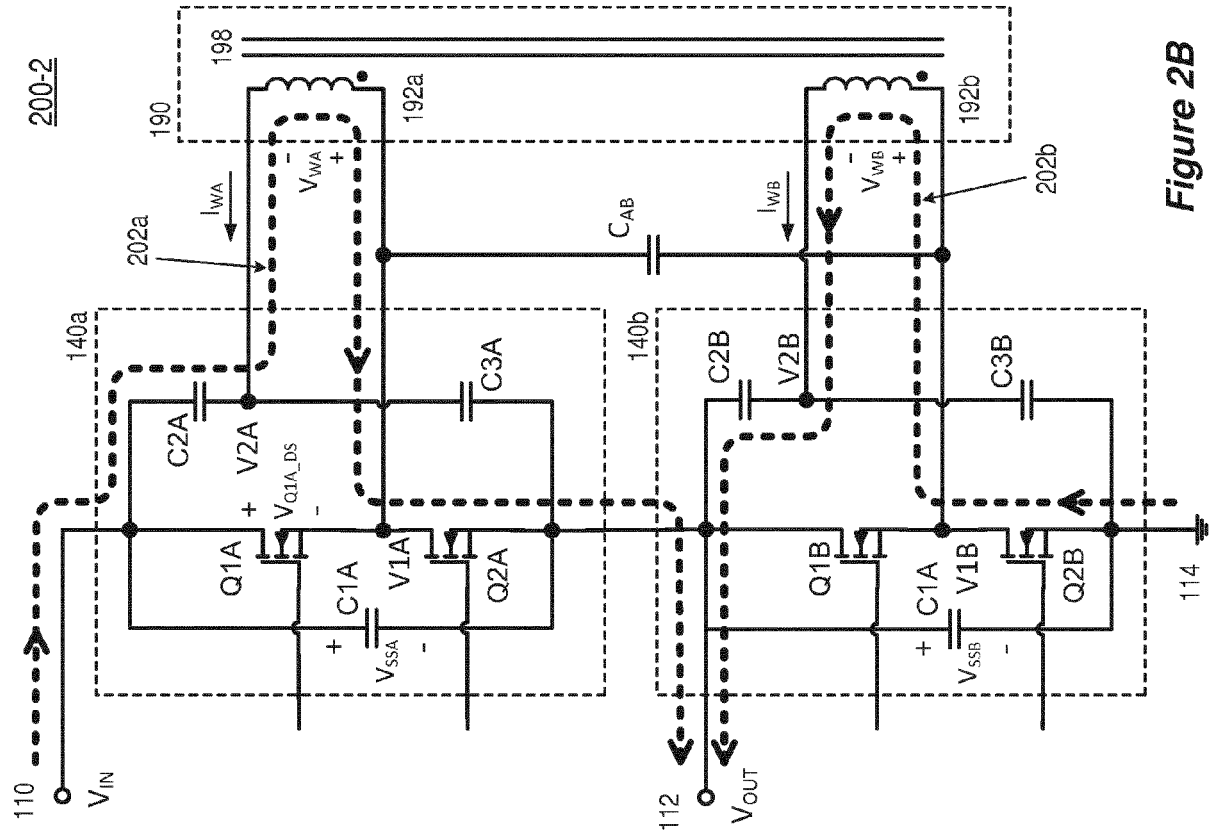 200-2
190
198
192a
192b
202a
202b
I_WA
I_WB
-
V_WA
+
-
V_WB
+
C_AB
140a
140b
C2A
V2A
C3A
+
V_Q1A_DS
-
Q1A
C1A
V1A
Q2A
+
V_SSA
-
C2B
V2B
C3B
Q1B
C1A
V1B
Q2B
+
V_SSB
-
110
V_IN
112
V_OUT
114
Figure 2B